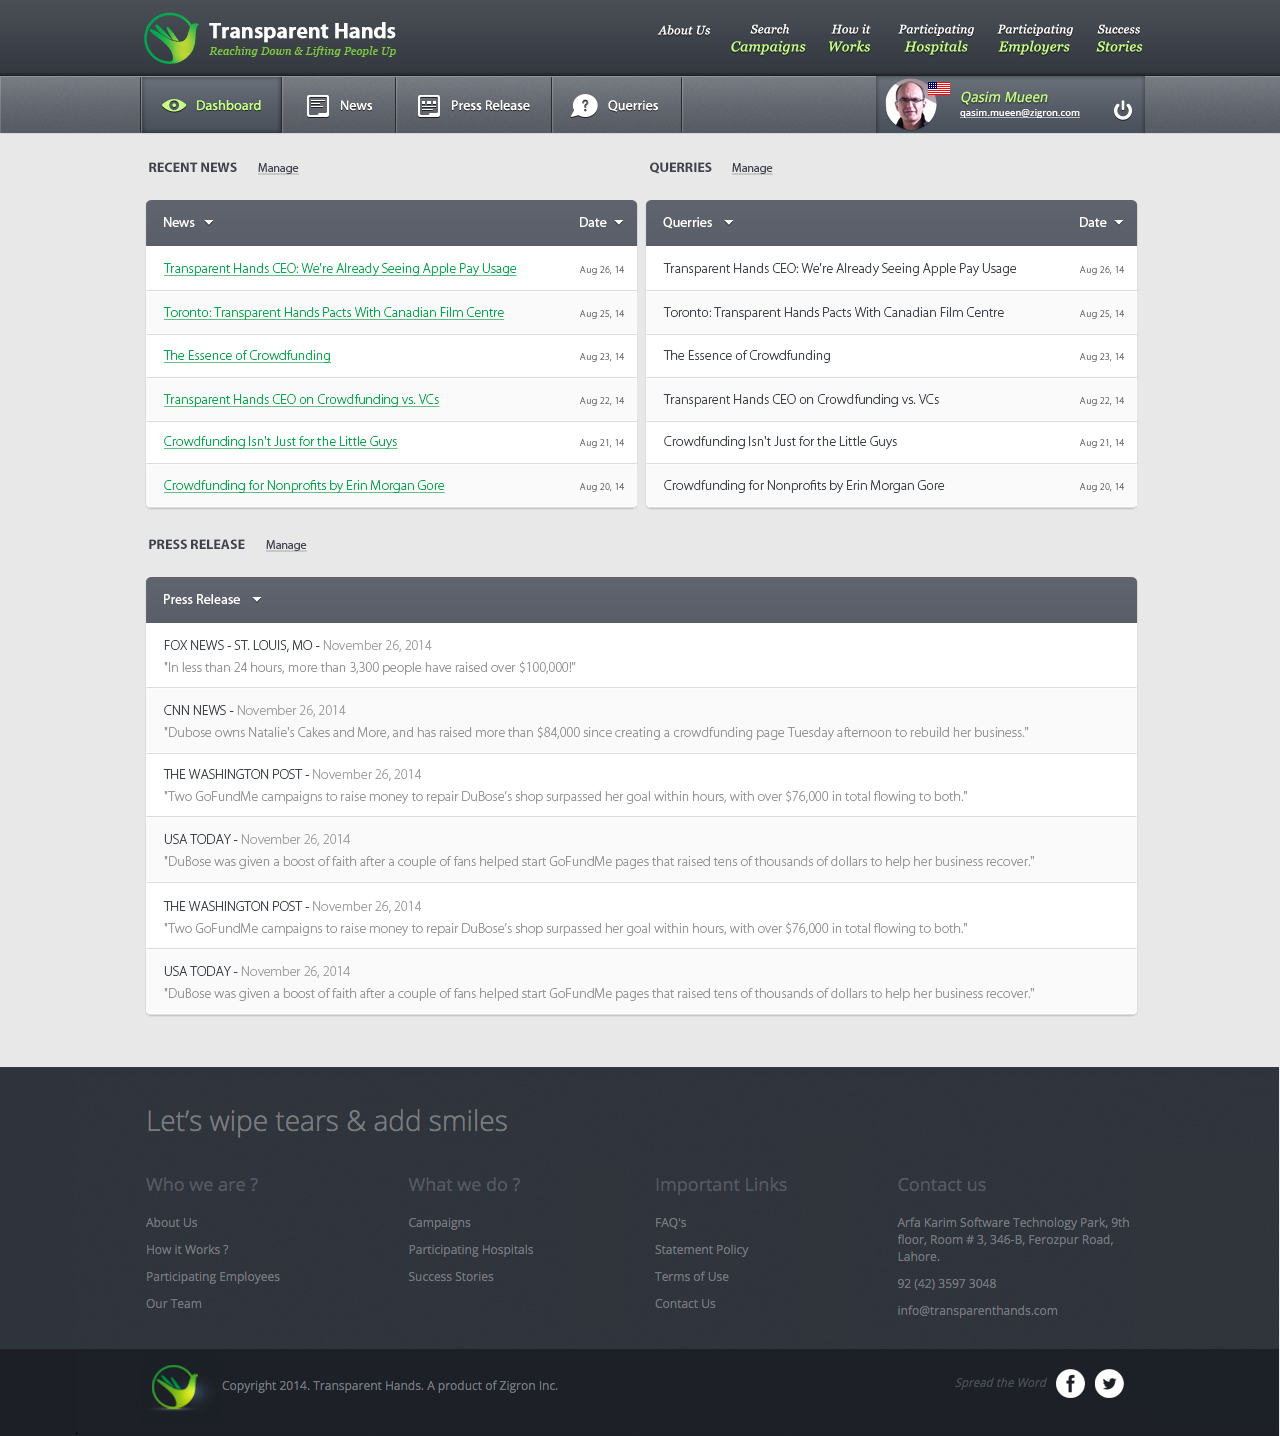 Transparent Hands
Reaching Down & Lifting People Up
About Us
Search
Campaigns
How it
Works
Participating
Hospitals
Participating
Employers
Success
Stories
Dashboard
News
Press Release
Querries
?
Qasim Mueen
qasim.mueen@zigron.com
RECENT NEWS Manage
News Date
Transparent Hands CEO: We're Already Seeing Apple Pay Usage Aug 26, 14
Toronto: Transparent Hands Pacts With Canadian Film Centre Aug 25, 14
The Essence of Crowdfunding Aug 23, 14
Transparent Hands CEO on Crowdfunding vs. VCs Aug 22, 14
Crowdfunding Isn't Just for the Little Guys Aug 21, 14
Crowdfunding for Nonprofits by Erin Morgan Gore Aug 20, 14
QUERRIES Manage
Querries Date
Transparent Hands CEO: We're Already Seeing Apple Pay Usage Aug 26, 14
Toronto: Transparent Hands Pacts With Canadian Film Centre Aug 25, 14
The Essence of Crowdfunding Aug 23, 14
Transparent Hands CEO on Crowdfunding vs. VCs Aug 22, 14
Crowdfunding Isn't Just for the Little Guys Aug 21, 14
Crowdfunding for Nonprofits by Erin Morgan Gore Aug 20, 14
PRESS RELEASE Manage
Press Release
FOX NEWS - ST. LOUIS, MO - November 26, 2014
"In less than 24 hours, more than 3,300 people have raised over $100,000!"
CNN NEWS - November 26, 2014
"Dubose owns Natalie's Cakes and More, and has raised more than $84,000 since creating a crowdfunding page Tuesday afternoon to rebuild her business."
THE WASHINGTON POST - November 26, 2014
"Two GoFundMe campaigns to raise money to repair DuBose's shop surpassed her goal within hours, with over $76,000 in total flowing to both."
USA TODAY - November 26, 2014
"DuBose was given a boost of faith after a couple of fans helped start GoFundMe pages that raised tens of thousands of dollars to help her business recover."
THE WASHINGTON POST - November 26, 2014
"Two GoFundMe campaigns to raise money to repair DuBose's shop surpassed her goal within hours, with over $76,000 in total flowing to both."
USA TODAY - November 26, 2014
"DuBose was given a boost of faith after a couple of fans helped start GoFundMe pages that raised tens of thousands of dollars to help her business recover."
Let's wipe tears & add smiles
Who we are ?
About Us
How it Works ?
Participating Employees
Our Team
What we do ?
Campaigns
Participating Hospitals
Success Stories
Important Links
FAQ's
Statement Policy
Terms of Use
Contact Us
Contact us
Arfa Karim Software Technology Park, 9th
floor, Room # 3, 346-B, Ferozpur Road,
Lahore.
92 (42) 3597 3048
info@transparenthands.com
Copyright 2014. Transparent Hands. A product of Zigron Inc.
Spread the Word